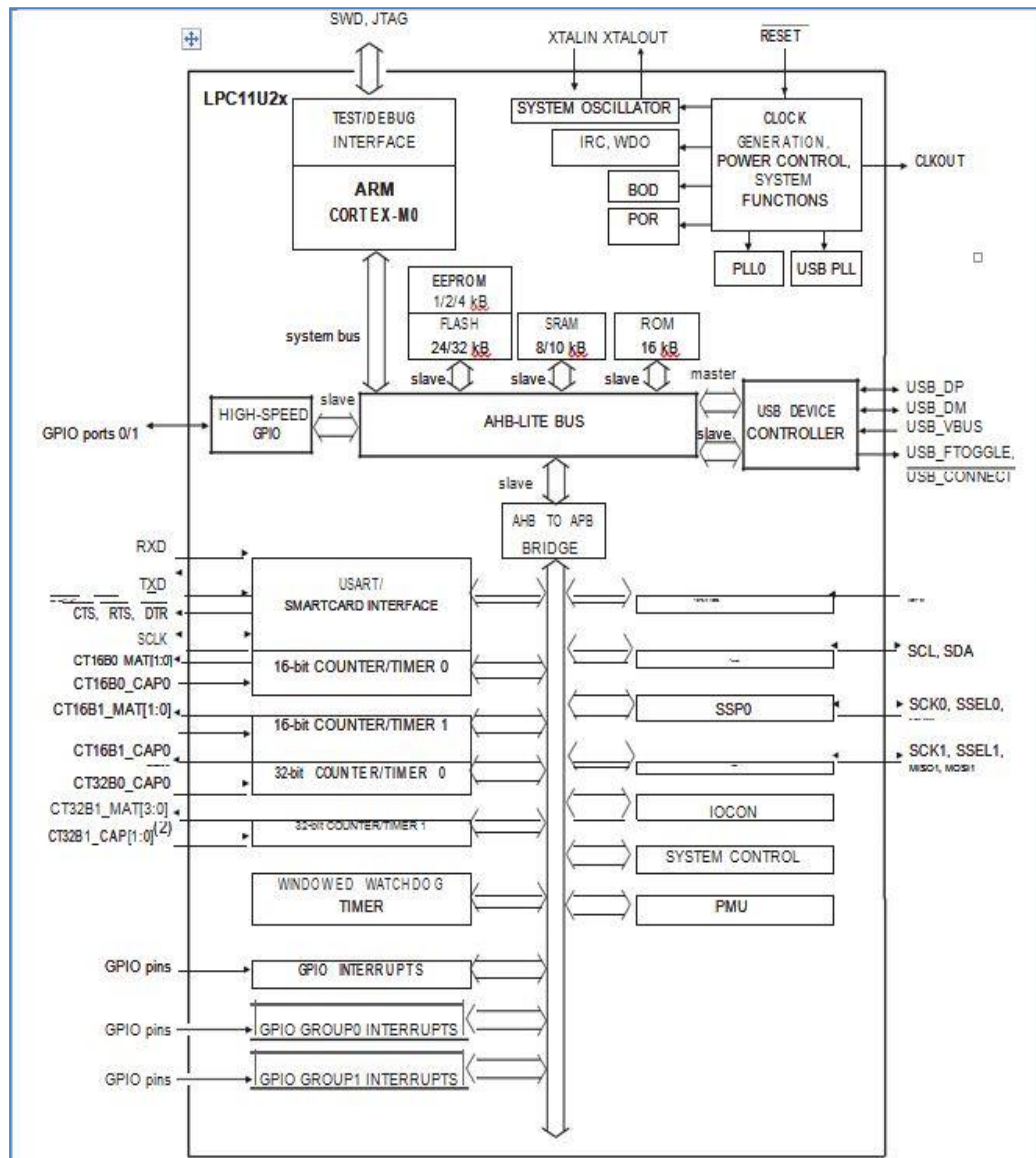 SWD, JTAG
XTALIN XTALOUT
RESET
LPC11U2x
TEST/DEBUG
INTERFACE
ARM
CORTEX-M0
SYSTEM OSCILLATOR
IRC, WDO
BOD
POR
CLOCK
GENERATION,
POWER CONTROL,
SYSTEM
FUNCTIONS
CLKOUT
PLL0
USB PLL
system bus
EEPROM
1/2/4 kB
FLASH
24/32 kB
SRAM
8/10 kB
ROM
16 kB
slave
slave
slave
master
slave
GPIO ports 0/1
HIGH-SPEED
GPIO
AHB-LITE BUS
slave,
USB DEVICE
CONTROLLER
USB_DP
USB_DM
USB_VBUS
USB_FTOGGLE,
USB_CONNECT
slave
AHB TO APB
BRIDGE
RXD
TXD
CTS, RTS, DTR
SCLK
USART/
SMARTCARD INTERFACE
CT16B0 MAT[1:0]
CT16B0_CAP0
16-bit COUNTER/TIMER 0
CT16B1_MAT[1:0]
CT16B1_CAP0
16-bit COUNTER/TIMER 1
CT32B0_CAP0
32-bit COUNTER/TIMER 0
CT32B1_MAT[3:0]
CT32B1_CAP[1:0](2)
32-bit COUNTER/TIMER 1
WINDOWED WATCHDOG
TIMER
GPIO pins
GPIO INTERRUPTS
GPIO pins
GPIO GROUP0 INTERRUPTS
GPIO pins
GPIO GROUP1 INTERRUPTS
SCL, SDA
SSP0
SCK0, SSEL0,
SCK1, SSEL1,
MISO1, MOSI1
IOCON
SYSTEM CONTROL
PMU